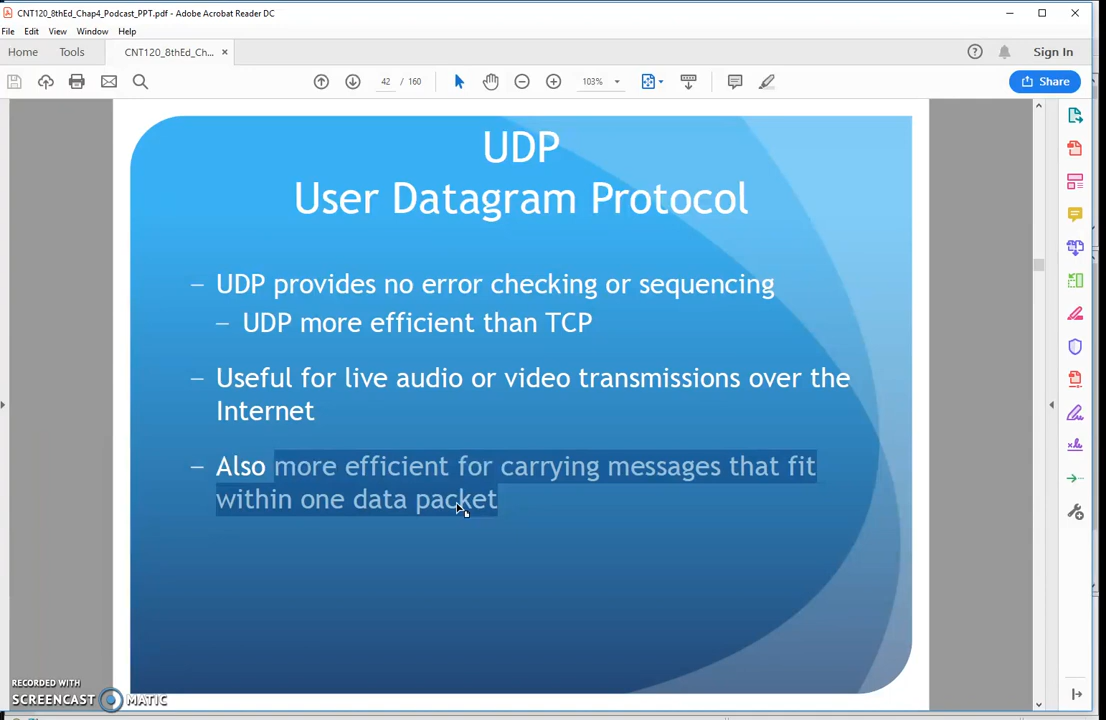 CNT120_8thEd_Chap4_Podcast_PPT.pdf - Adobe Acrobat Reader DC
File Edit View Window Help
Home Tools CNT120_8thEd_Ch... × Sign In
42 / 160 103% Share
UDP
User Datagram Protocol
– UDP provides no error checking or sequencing
– UDP more efficient than TCP
– Useful for live audio or video transmissions over the
Internet
– Also more efficient for carrying messages that fit
within one data packet
RECORDED WITH
SCREENCAST MATIC